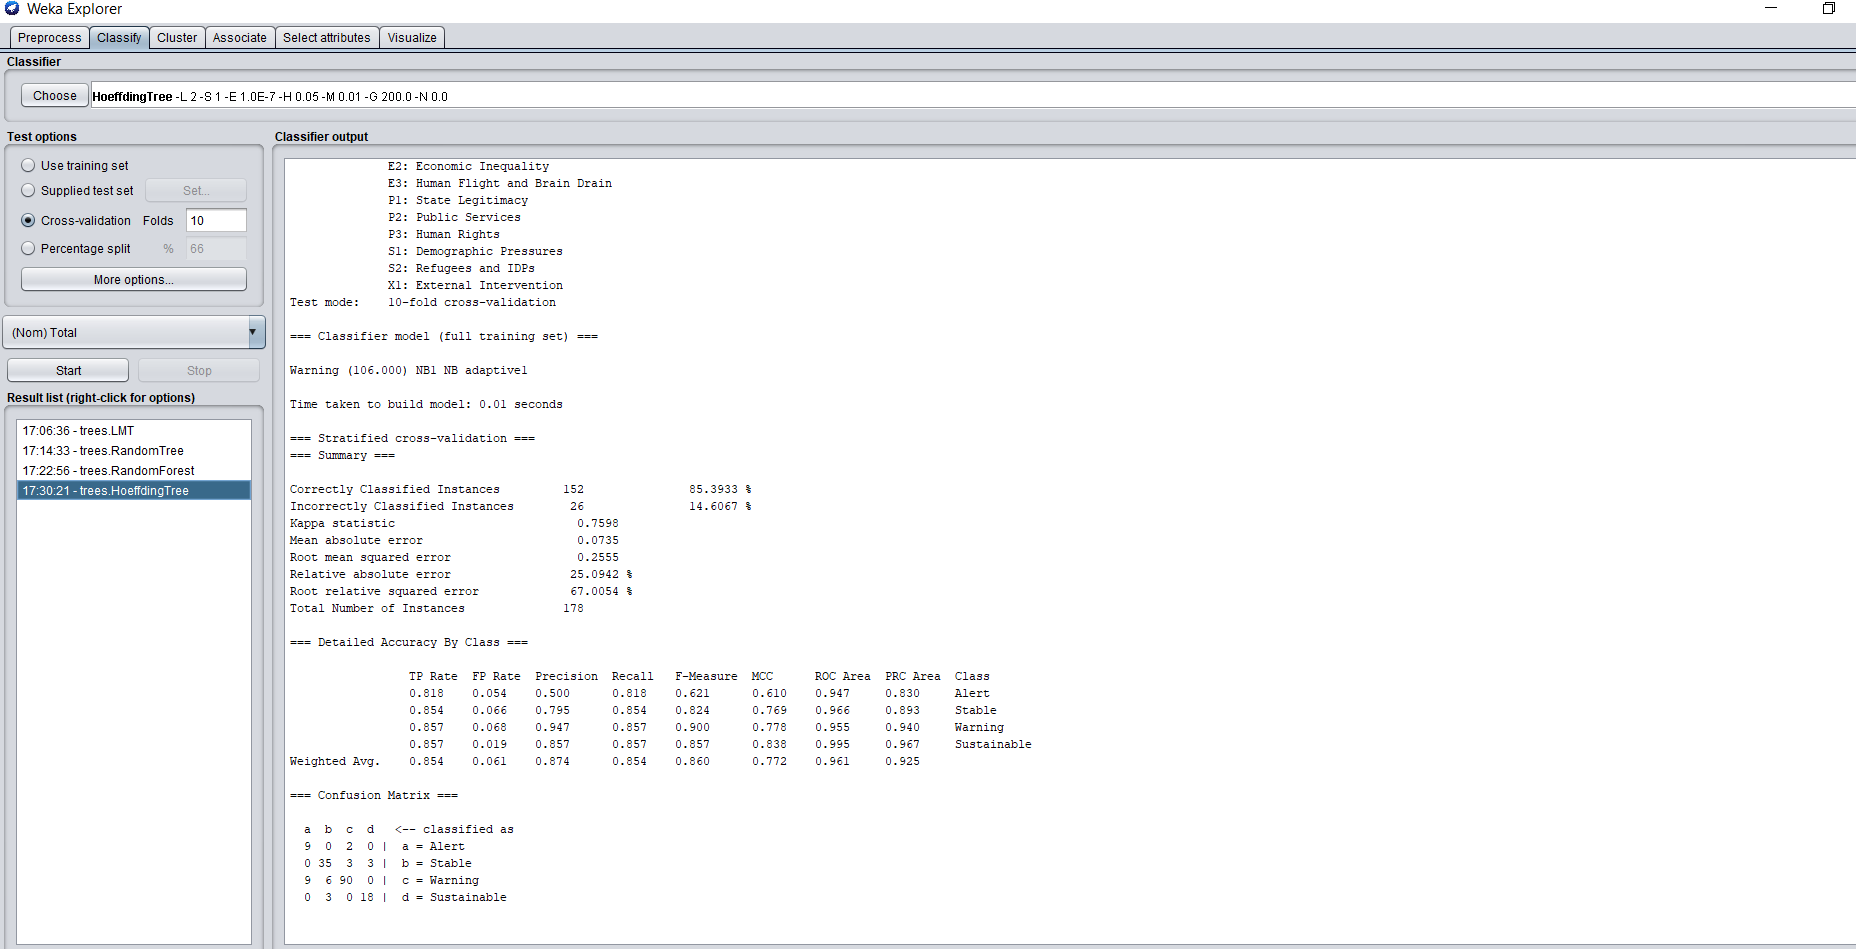 Weka Explorer
Preprocess Classify Cluster Associate Select attributes Visualize
Classifier
Choose HoeffdingTree -L 2 -S 1 -E 1.0E-7 -H 0.05 -M 0.01 -G 200.0 -N 0.0
Test options
Use training set
Supplied test set Set...
Cross-validation Folds 10
Percentage split % 66
More options...
(Nom) Total
Start Stop
Result list (right-click for options)
17:06:36 - trees.LMT
17:14:33 - trees.RandomTree
17:22:56 - trees.RandomForest
17:30:21 - trees.HoeffdingTree
Classifier output
E2: Economic Inequality
E3: Human Flight and Brain Drain
P1: State Legitimacy
P2: Public Services
P3: Human Rights
S1: Demographic Pressures
S2: Refugees and IDPs
X1: External Intervention
Test mode: 10-fold cross-validation
=== Classifier model (full training set) ===
Warning (106.000) NB1 NB adaptive1
Time taken to build model: 0.01 seconds
=== Stratified cross-validation ===
=== Summary ===
Correctly Classified Instances 152 85.3933 %
Incorrectly Classified Instances 26 14.6067 %
Kappa statistic 0.7598
Mean absolute error 0.0735
Root mean squared error 0.2555
Relative absolute error 25.0942 %
Root relative squared error 67.0054 %
Total Number of Instances 178
=== Detailed Accuracy By Class ===
TP Rate FP Rate Precision Recall F-Measure MCC ROC Area PRC Area Class
0.818 0.054 0.500 0.818 0.621 0.610 0.947 0.830 Alert
0.854 0.066 0.795 0.854 0.824 0.769 0.966 0.893 Stable
0.857 0.068 0.947 0.857 0.900 0.778 0.955 0.940 Warning
0.857 0.019 0.857 0.857 0.857 0.838 0.995 0.967 Sustainable
Weighted Avg. 0.854 0.061 0.874 0.854 0.860 0.772 0.961 0.925
=== Confusion Matrix ===
a b c d <-- classified as
9 0 2 0 | a = Alert
0 35 3 3 | b = Stable
9 6 90 0 | c = Warning
0 3 0 18 | d = Sustainable